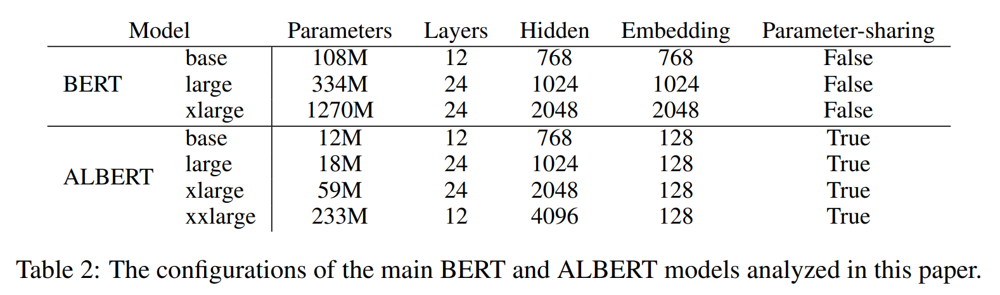 Model Parameters Layers Hidden Embedding Parameter-sharing
base 108M 12 768 768 False
BERT large 334M 24 1024 1024 False
xlarge 1270M 24 2048 2048 False
base 12M 12 768 128 True
large 18M 24 1024 128 True
ALBERT
xlarge 59M 24 2048 128 True
xxlarge 233M 12 4096 128 True
Table 2: The configurations of the main BERT and ALBERT models analyzed in this paper.